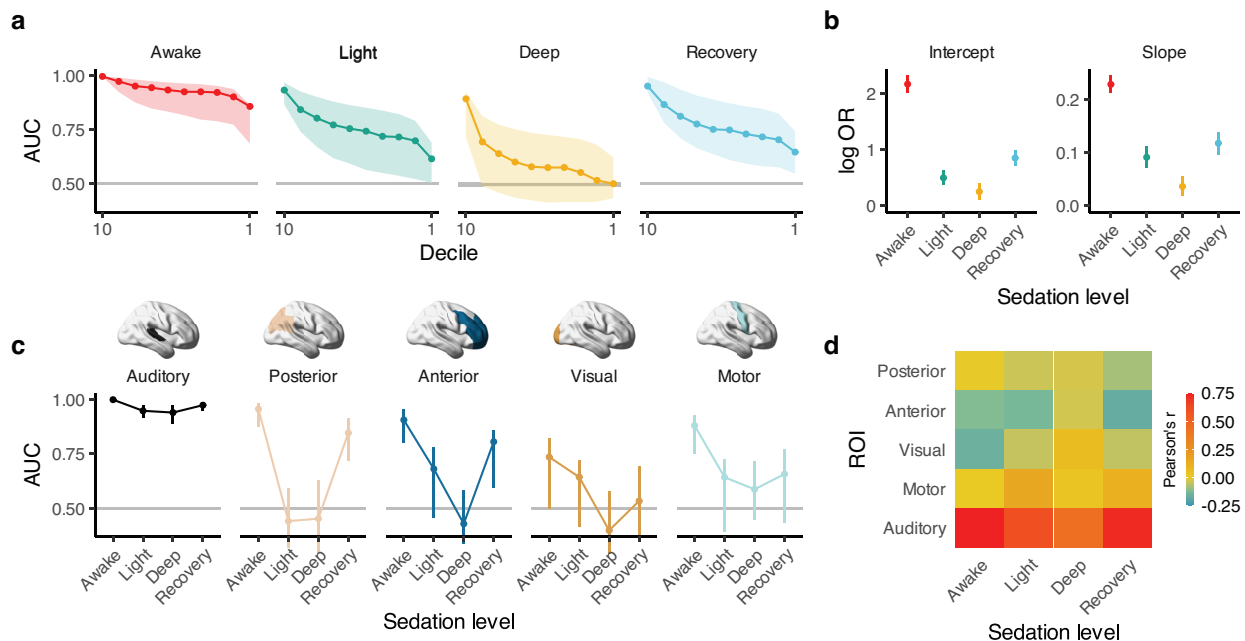 a
Awake
Light
Deep
Recovery
1.00
0.75
0.50
AUC
10
1
10
1
10
1
10
1
Decile
b
Intercept
Slope
log OR
2
1
0
0.2
0.1
0.0
Awake
Light
Deep
Recovery
Awake
Light
Deep
Recovery
Sedation level
c
Auditory
Posterior
Anterior
Visual
Motor
1.00
0.75
0.50
AUC
Awake
Light
Deep
Recovery
Awake
Light
Deep
Recovery
Awake
Light
Deep
Recovery
Awake
Light
Deep
Recovery
Awake
Light
Deep
Recovery
Sedation level
d
ROI
Posterior
Anterior
Visual
Motor
Auditory
Awake
Light
Deep
Recovery
Sedation level
Pearson's r
0.75
0.50
0.00
-0.25